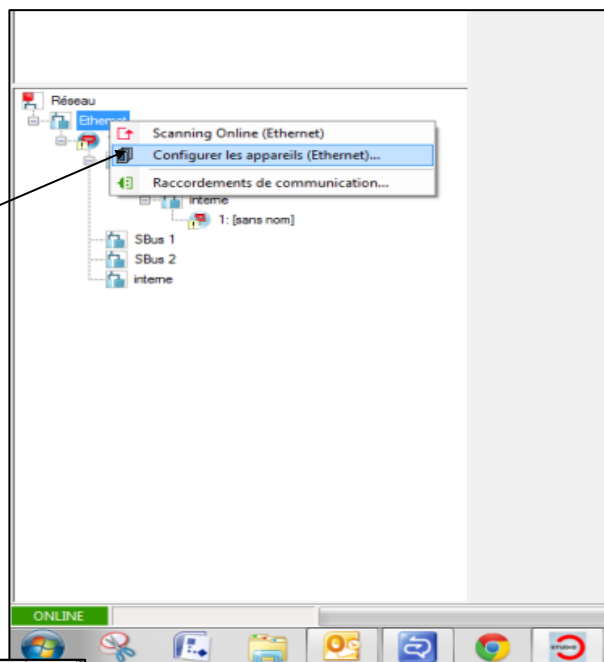 Réseau
Ethernet
Scanning Online (Ethernet)
Configurer les appareils (Ethernet)...
Raccordements de communication...
interne
1: [sans nom]
SBus 1
SBus 2
interne
ONLINE
STUDIO